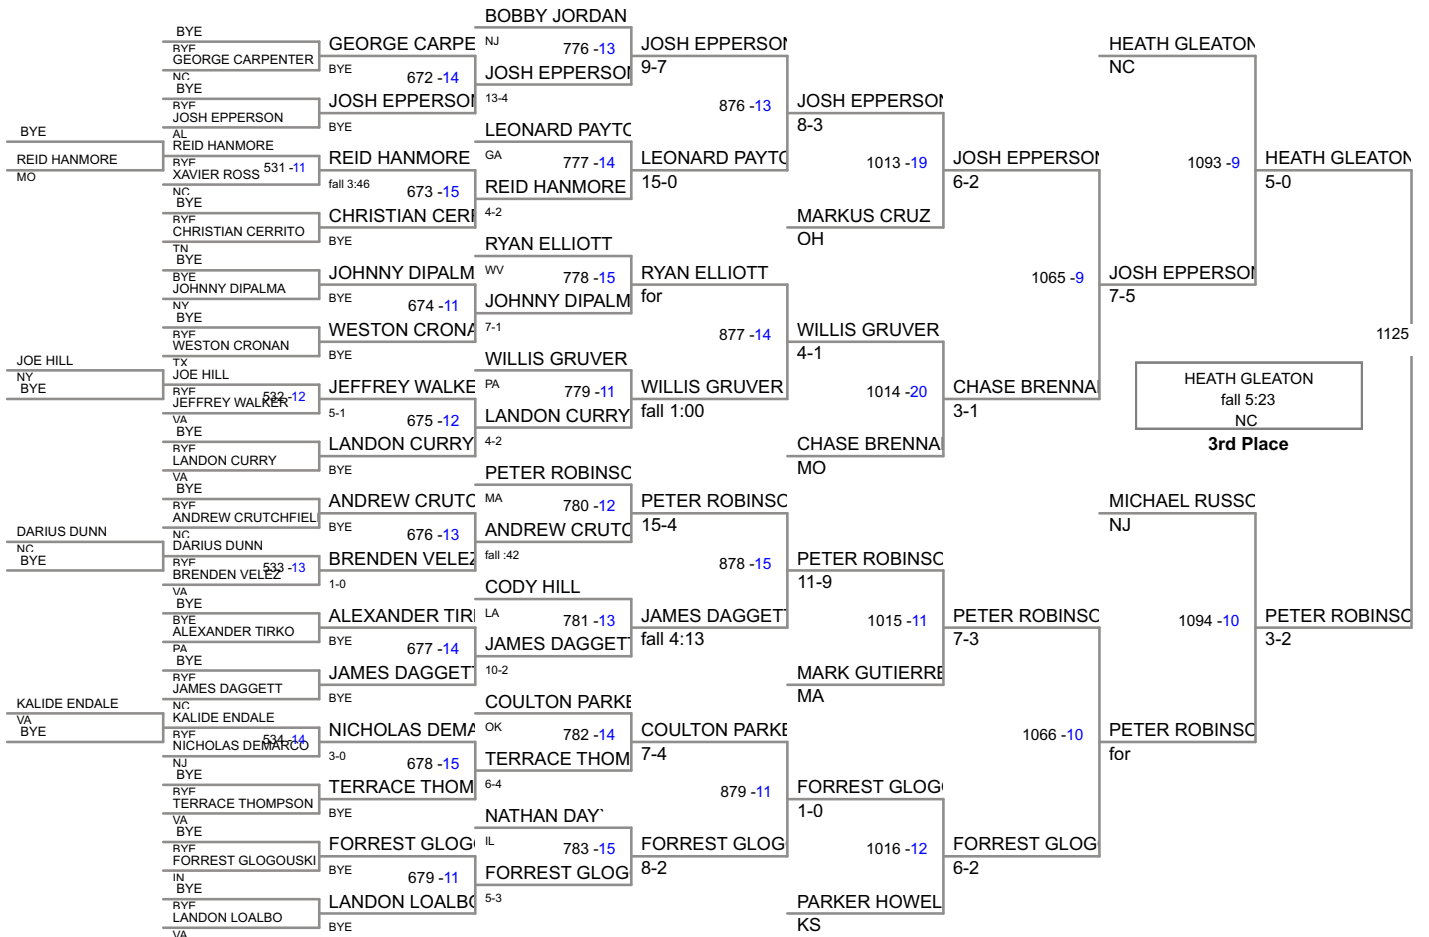 BYE
REID HANMORE
MO
JOE HILL
NY
BYE
DARIUS DUNN
NC
BYE
KALIDE ENDALE
VA
BYE
BYE
BYE
GEORGE CARPENTER
NC
BYE
BYE
JOSH EPPERSON
AL
REID HANMORE
BYE
XAVIER ROSS 531 -11
NC
BYE
BYE
CHRISTIAN CERRITO
TN
BYE
BYE
JOHNNY DIPALMA
NY
BYE
BYE
WESTON CRONAN
TX
JOE HILL
BYE 532 -12
JEFFREY WALKER
VA
BYE
BYE
LANDON CURRY
VA
BYE
BYE
ANDREW CRUTCHFIEL
NC
DARIUS DUNN
BYE 533 -13
BRENDEN VELEZ
VA
BYE
BYE
ALEXANDER TIRKO
PA
BYE
BYE
JAMES DAGGETT
NC
KALIDE ENDALE
BYE 534 -14
NICHOLAS DEMARCO
NJ
BYE
BYE
TERRACE THOMPSON
VA
BYE
BYE
FORREST GLOGOUSKI
IN
BYE
BYE
LANDON LOALBO
VA
GEORGE CARPE
BYE
672 -14
JOSH EPPERSON
BYE
REID HANMORE
fall 3:46
673 -15
CHRISTIAN CERR
BYE
JOHNNY DIPALM
BYE
674 -11
WESTON CRONA
BYE
JEFFREY WALKE
5-1
675 -12
LANDON CURRY
BYE
ANDREW CRUTC
BYE
676 -13
BRENDEN VELEZ
1-0
ALEXANDER TIR
BYE
677 -14
JAMES DAGGETT
BYE
NICHOLAS DEMA
3-0
678 -15
TERRACE THOM
BYE
FORREST GLOG
BYE
679 -11
LANDON LOALBO
BYE
BOBBY JORDAN
NJ
776 -13
JOSH EPPERSON
13-4
LEONARD PAYTO
GA
777 -14
REID HANMORE
4-2
RYAN ELLIOTT
WV
778 -15
JOHNNY DIPALM
7-1
WILLIS GRUVER
PA
779 -11
LANDON CURRY
4-2
PETER ROBINSO
MA
780 -12
ANDREW CRUTC
fall :42
CODY HILL
LA
781 -13
JAMES DAGGETT
10-2
COULTON PARKE
OK
782 -14
TERRACE THOM
6-4
NATHAN DAY`
IL
783 -15
FORREST GLOG
5-3
JOSH EPPERSON
9-7
876 -13
LEONARD PAYTO
15-0
RYAN ELLIOTT
for
877 -14
WILLIS GRUVER
fall 1:00
PETER ROBINSO
15-4
878 -15
JAMES DAGGETT
fall 4:13
COULTON PARKE
7-4
879 -11
FORREST GLOG
8-2
JOSH EPPERSON
8-3
1013 -19
MARKUS CRUZ
OH
WILLIS GRUVER
4-1
1014 -20
CHASE BRENNA
MO
PETER ROBINSO
11-9
1015 -11
MARK GUTIERRE
MA
FORREST GLOG
1-0
1016 -12
PARKER HOWEL
KS
JOSH EPPERSON
6-2
1065 -9
CHASE BRENNA
3-1
PETER ROBINSO
7-3
1066 -10
FORREST GLOG
6-2
HEATH GLEATON
NC
1093 -9
JOSH EPPERSON
7-5
MICHAEL RUSSO
NJ
1094 -10
PETER ROBINSO
for
HEATH GLEATON
5-0
1125
PETER ROBINSO
3-2
HEATH GLEATON
fall 5:23
NC
3rd Place